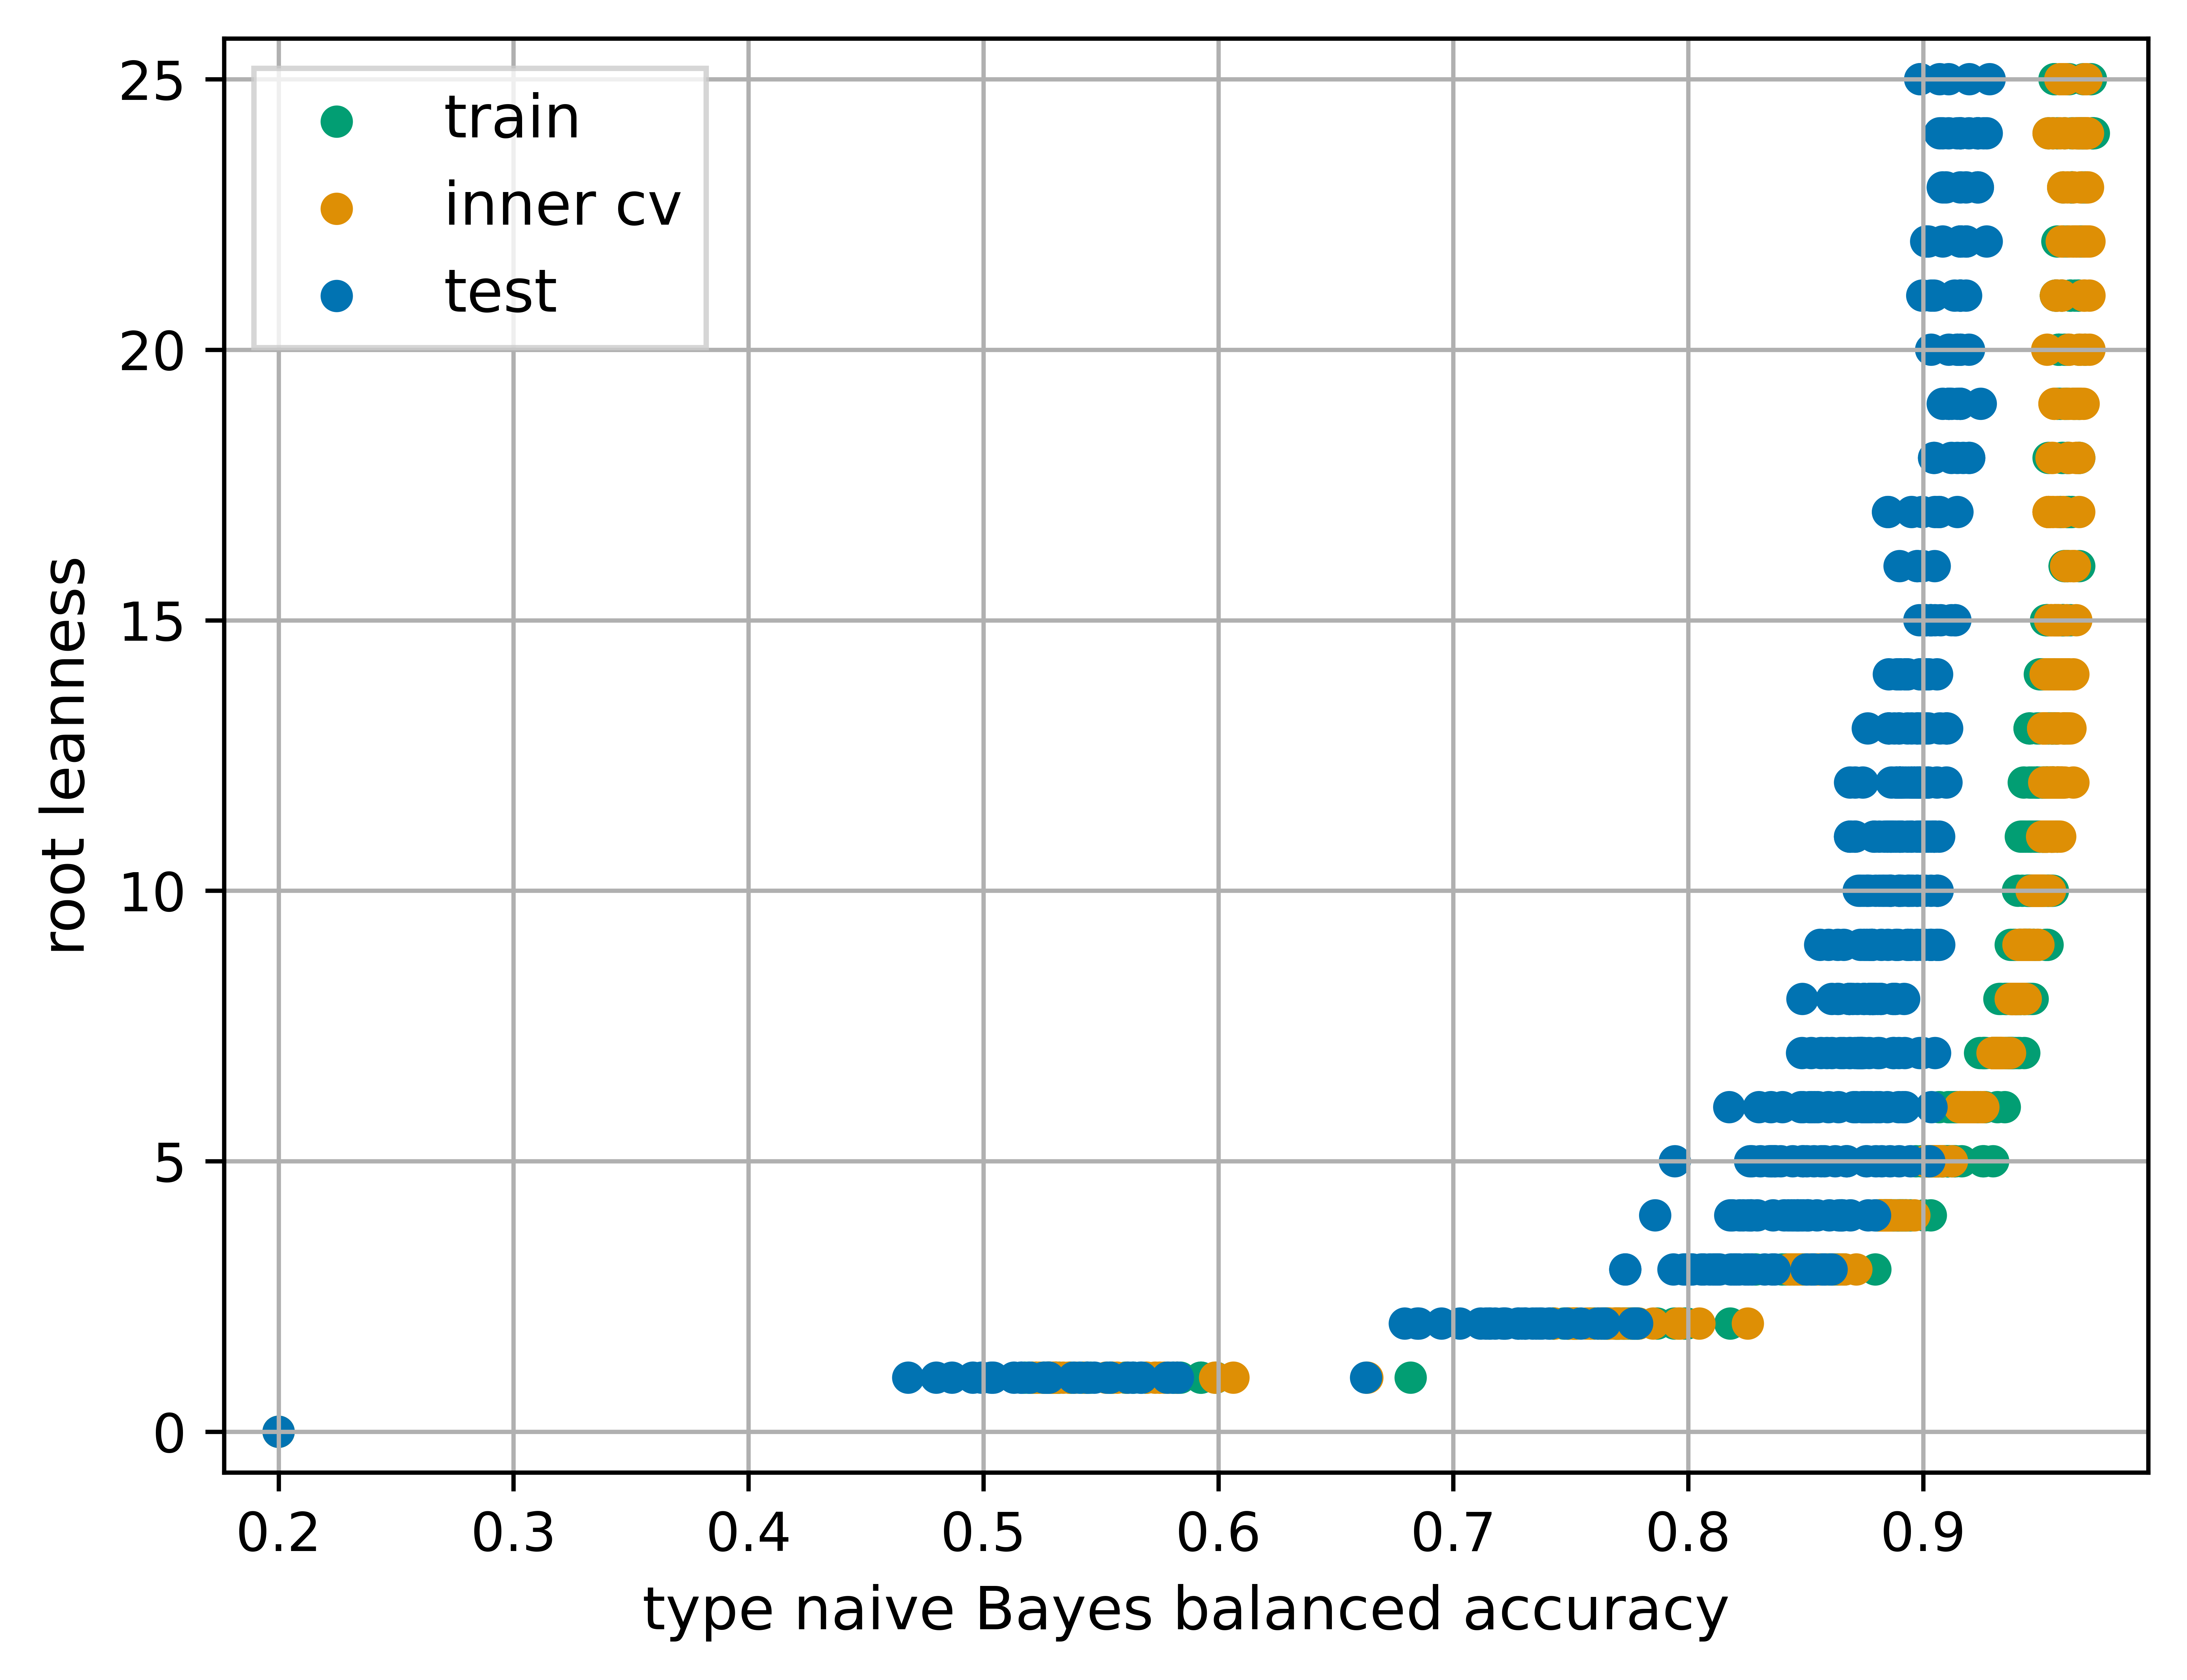 25
20
15
10
5
0
root leanness
train
inner cv
test
0.2 0.3 0.4 0.5 0.6 0.7 0.8 0.9
type naive Bayes balanced accuracy